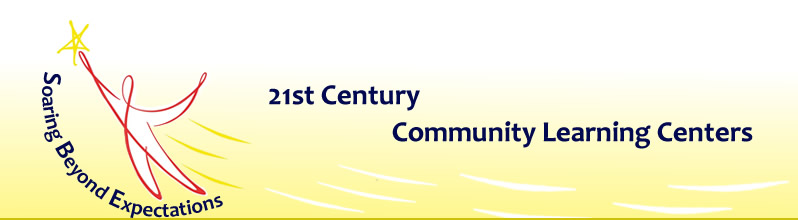 Soaring Beyond Expectations
21st Century
Community Learning Centers